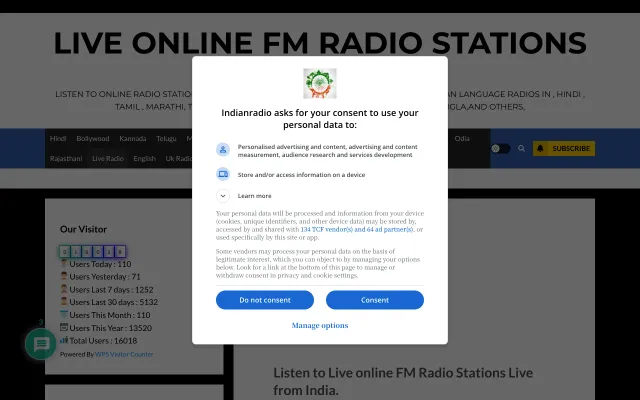 LIVE ONLINE FM RADIO STATIONS
LISTEN TO ONLINE RADIO STAT
AN LANGUAGE RADIOS IN , HINDI ,
TAMIL , MARATHI, T
GLA,AND OTHERS,
Indianradio asks for your consent to use your
personal data to:
Personalised advertising and content, advertising and content
measurement, audience research and services development
Store and/or access information on a device
Learn more
Your personal data will be processed and information from your device
(cookies, unique identifiers, and other device data) may be stored by,
accessed by and shared with 134 TCF vendor(s) and 64 ad partner(s), or
used specifically by this site or app.
Some vendors may process your personal data on the basis of
legitimate interest, which you can object to by managing your options
below. Look for a link at the bottom of this page to manage or
withdraw consent in privacy and cookie settings.
Do not consent
Consent
Manage options
Hindi Bollywood Kannada Telugu M
Odia
SUBSCRIBE
Rajasthani Live Radio English Uk Radio
Our Visitor
Users Today : 110
Users Yesterday : 71
Users Last 7 days : 1252
Users Last 30 days : 5132
Users This Month : 110
Users This Year : 13520
Total Users : 16018
Powered By WPS Visitor Counter
Listen to Live online FM Radio Stations Live
from India.